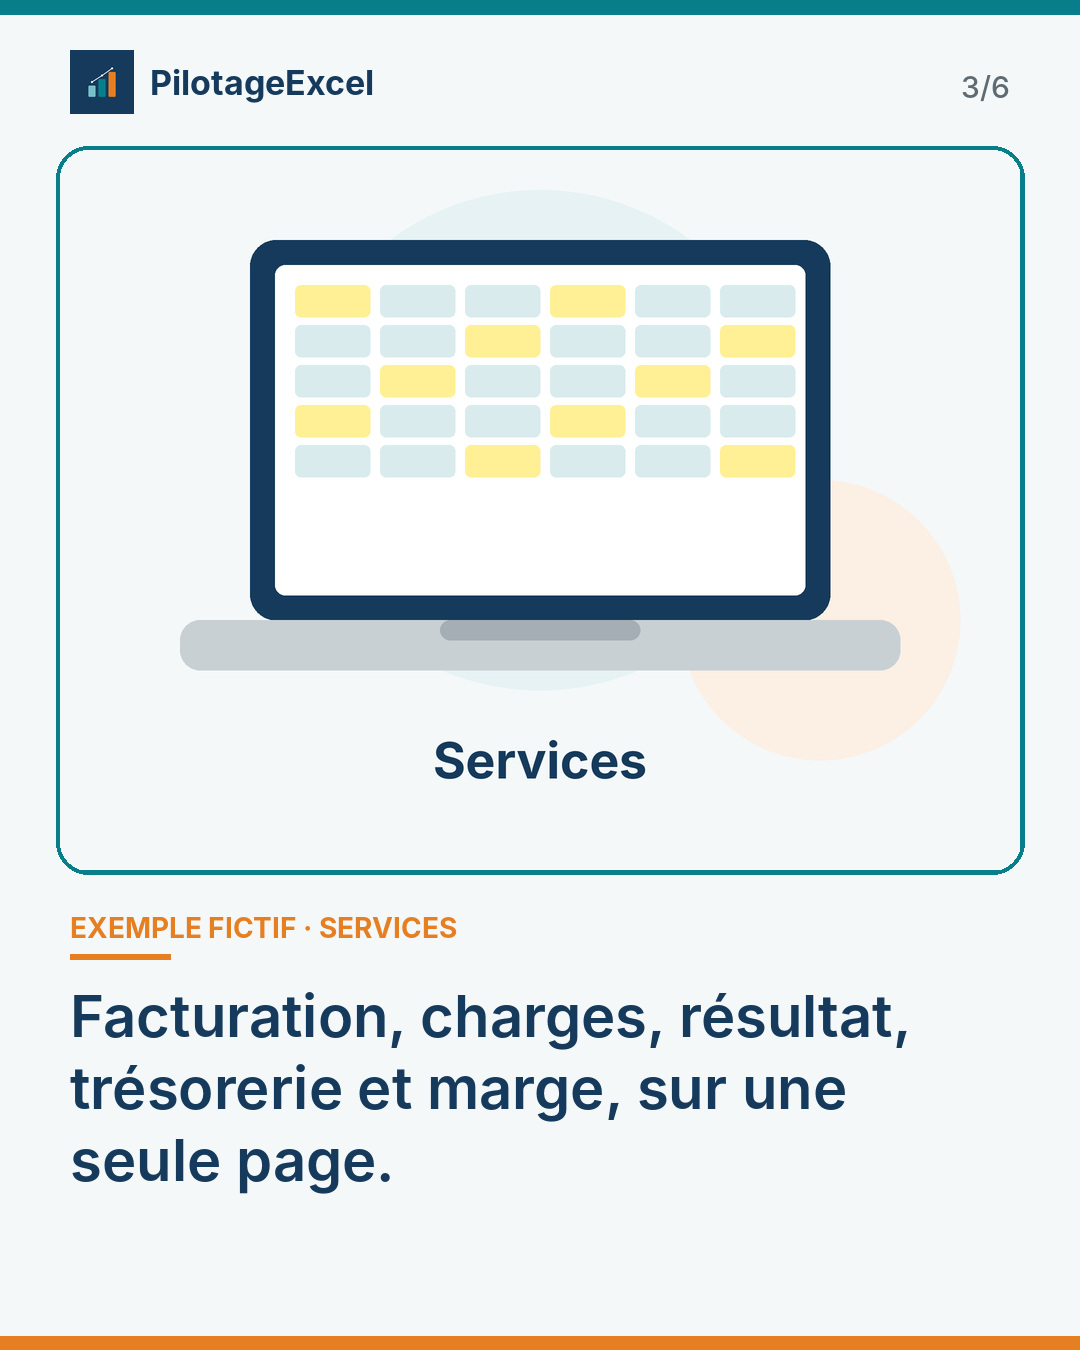 PilotageExcel
3/6
Services
EXEMPLE FICTIF · SERVICES
Facturation, charges, résultat,
trésorerie et marge, sur une
seule page.